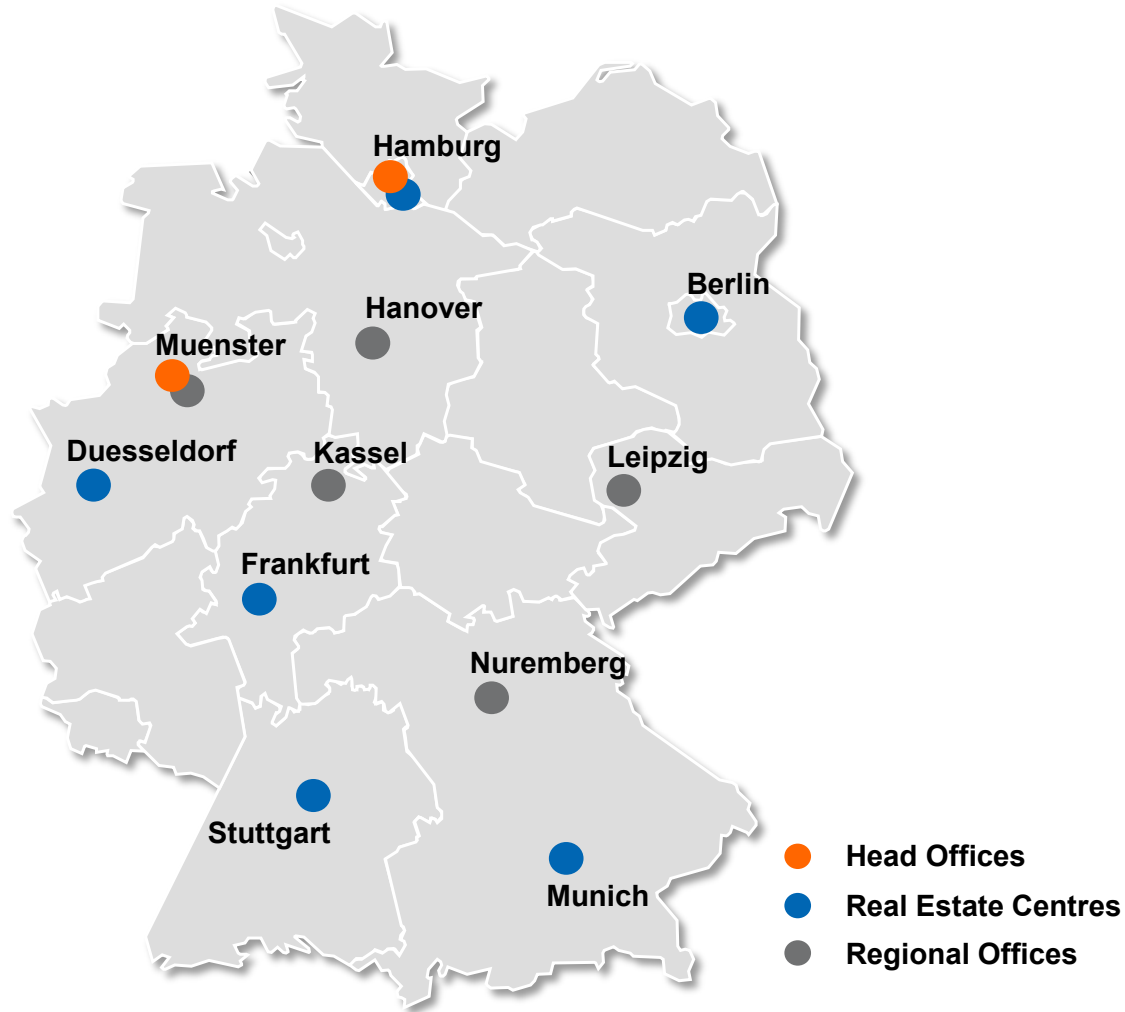 Hamburg
Berlin
Hanover
Muenster
Duesseldorf
Kassel
Leipzig
Frankfurt
Nuremberg
Stuttgart
Munich
Head Offices
Real Estate Centres
Regional Offices